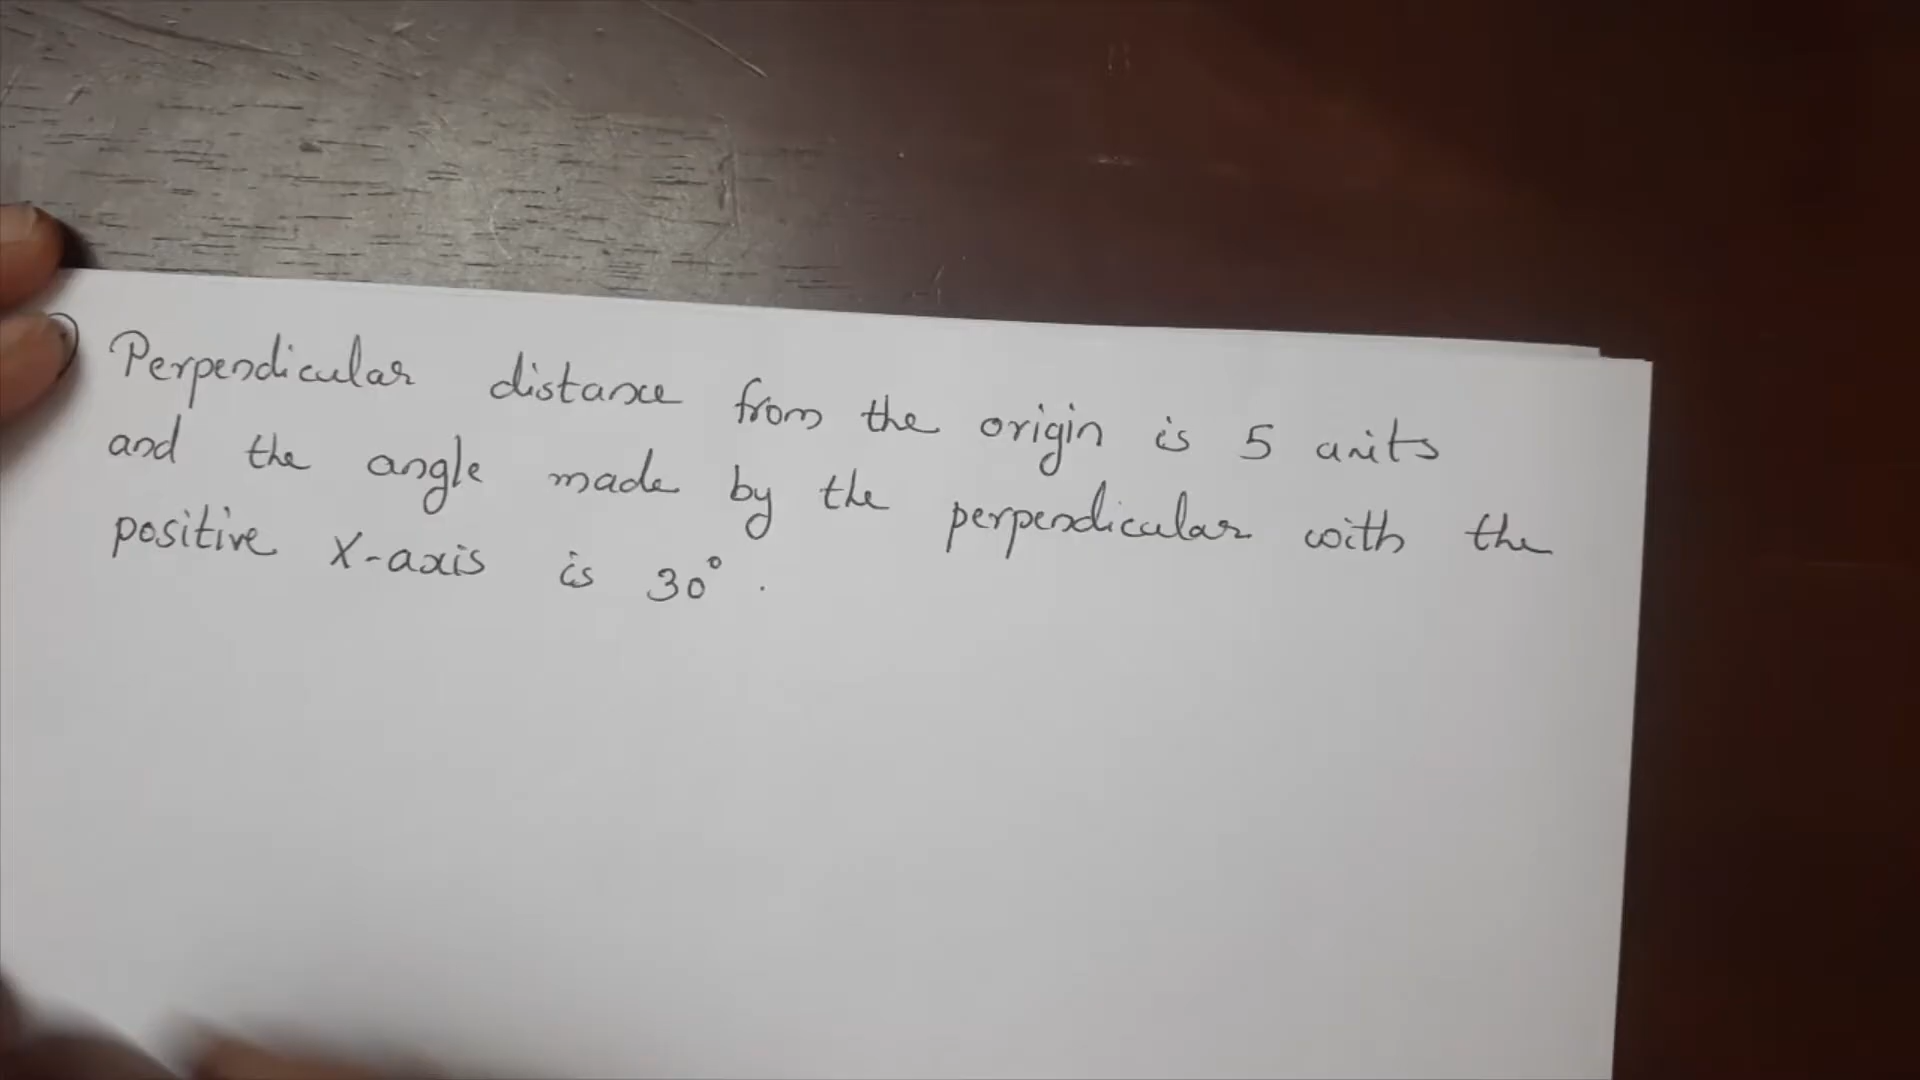 Perpendicular distance from the origin is 5 units
and the angle made by the perpendicular with the
positive X-axis is 30° .